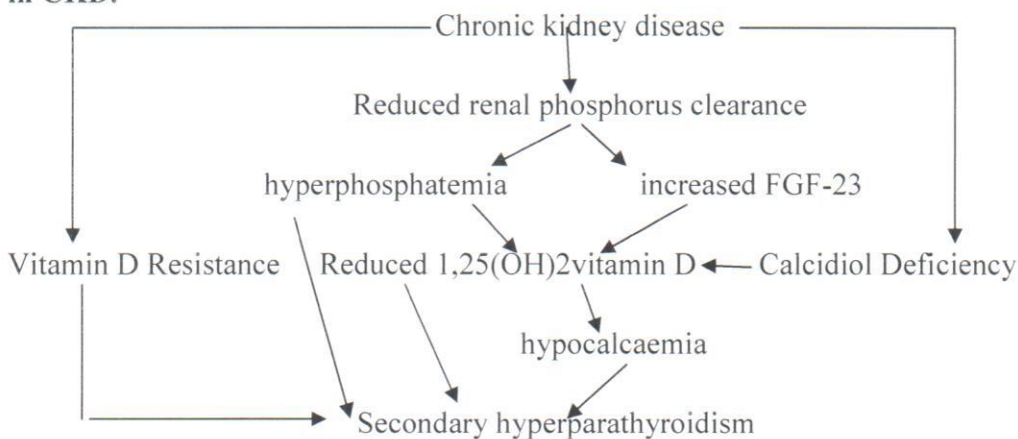 in CKD.
Chronic kidney disease
Reduced renal phosphorus clearance
hyperphosphatemia increased FGF-23
Vitamin D Resistance Reduced 1,25(OH)2vitamin D Calcidiol Deficiency
hypocalcaemia
Secondary hyperparathyroidism